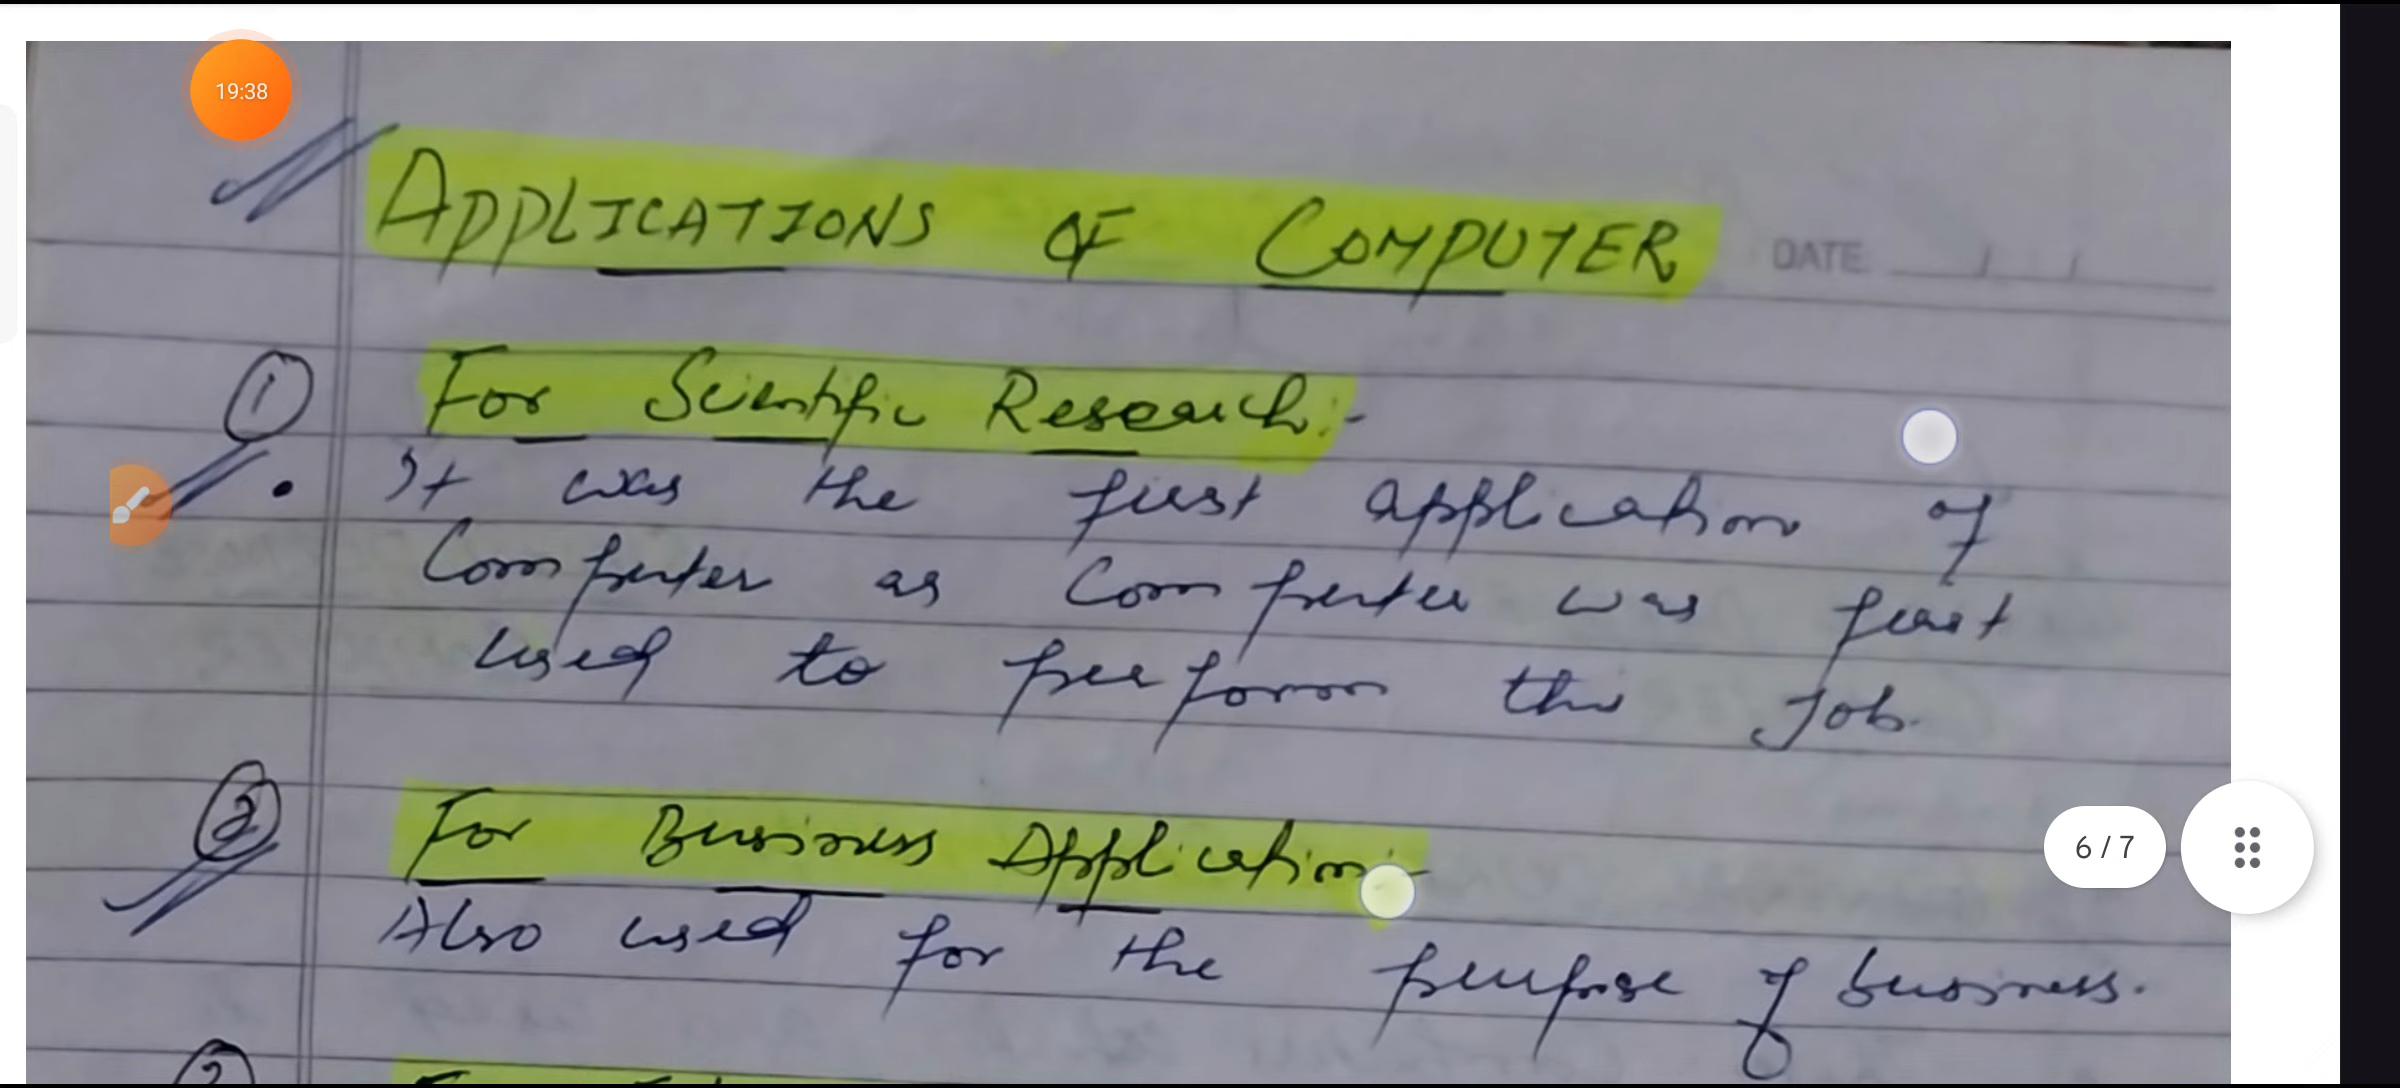 19:38
APPLICATIONS OF COMPUTER
DATE
① For Scientific Research:-
• It was the first application of
Computer as Computer was first
used to perform this job.
② For Business Application:-
Also used for the purpose of business.
6 / 7